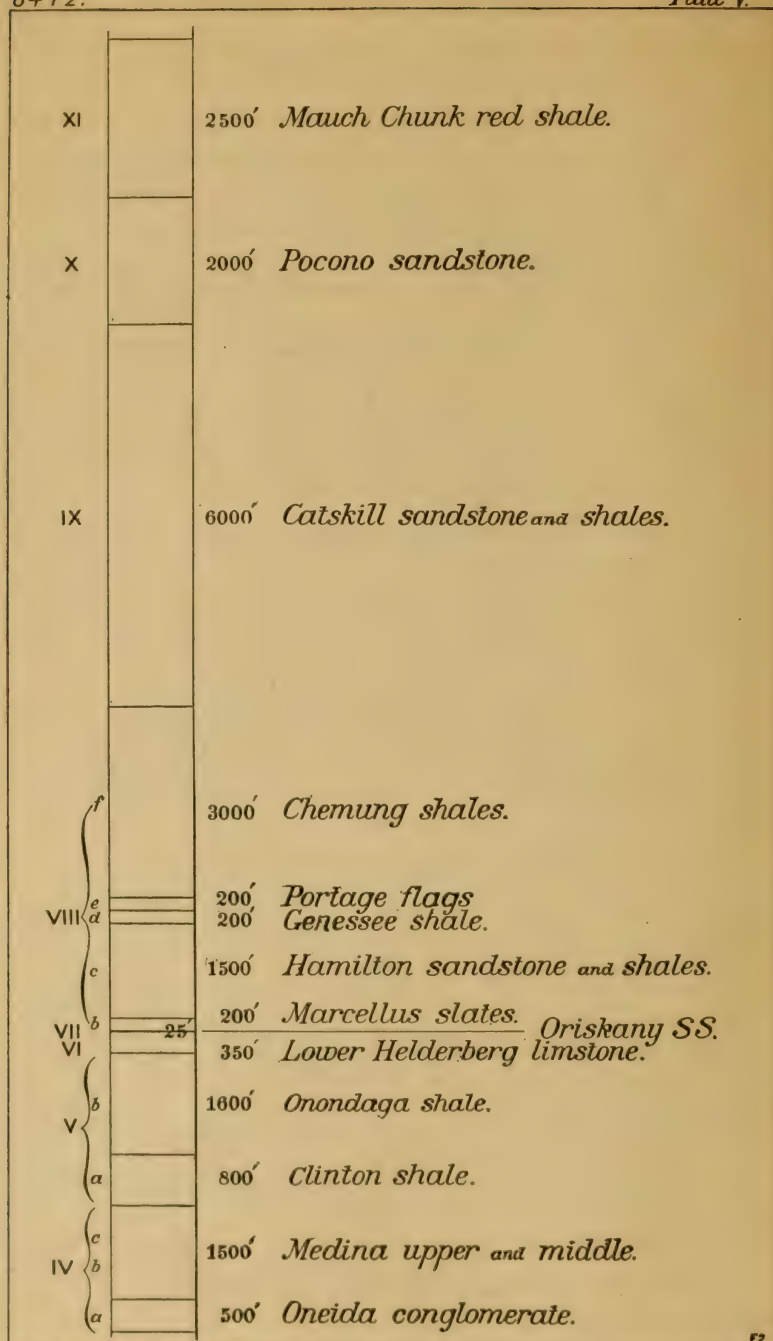 XI 2500' Mauch Chunk red shale.
X 2000' Pocono sandstone.
IX 6000' Catskill sandstone and shales.
f 3000' Chemung shales.
e 200' Portage flags
VIII d 200' Genessee shale.
c 1500' Hamilton sandstone and shales.
b 200' Marcellus slates.
VII 25' Oriskany SS.
VI 350' Lower Helderberg limstone.
b 1600' Onondaga shale.
V
a 800' Clinton shale.
c
IV b 1500' Medina upper and middle.
a 500' Oneida conglomerate.